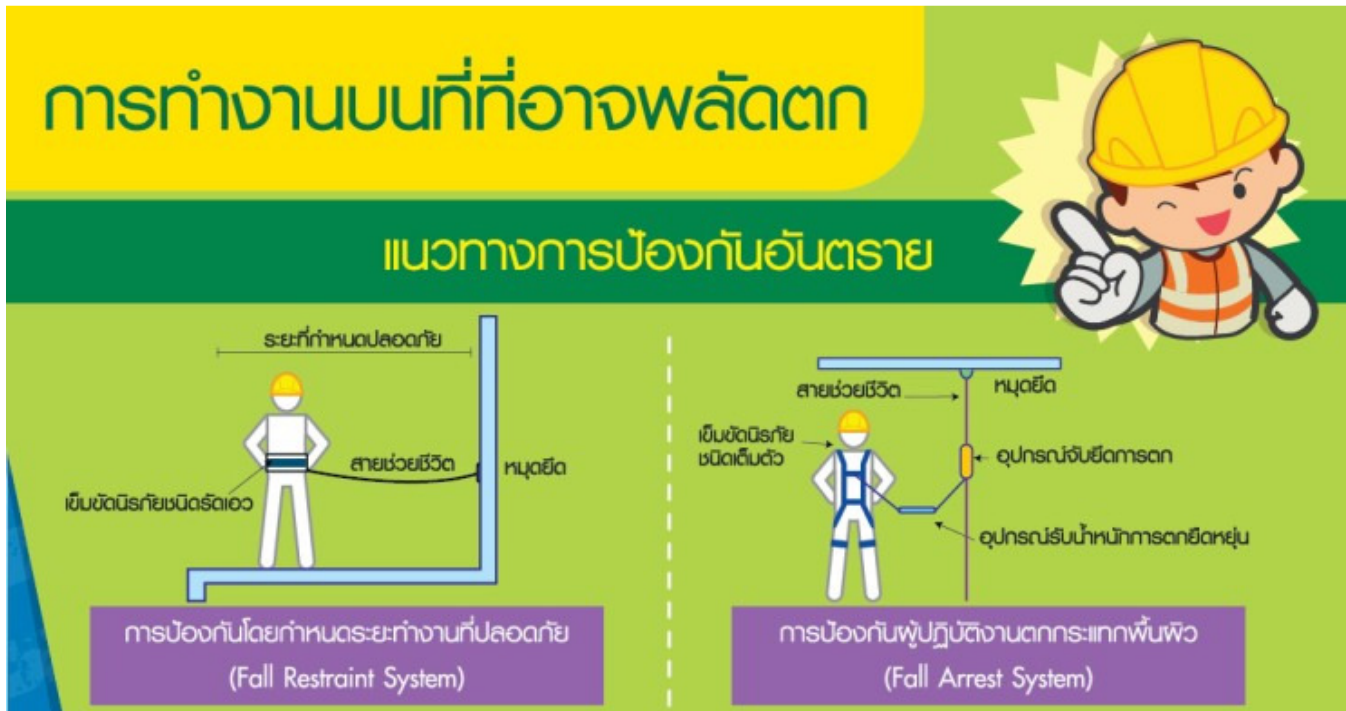 การทำงานบนที่ที่อาจพลัดตก
แนวทางการป้องกันอันตราย
ระยะที่กำหนดปลอดภัย
สายช่วยชีวิต
หมุดยึด
เข็มขัดนิรภัยชนิดรัดเอว
การป้องกันโดยกำหนดระยะทำงานที่ปลอดภัย
(Fall Restraint System)
สายช่วยชีวิต
หมุดยึด
เข็มขัดนิรภัย
ชนิดเต็มตัว
อุปกรณ์จับยึดการตก
อุปกรณ์รับน้ำหนักการตกยืดหยุ่น
การป้องกันผู้ปฏิบัติงานตกกระแทกพื้นผิว
(Fall Arrest System)